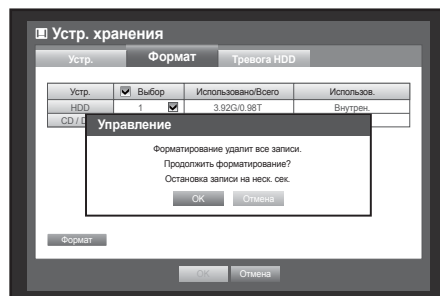 Устр. хранения
Устр. Формат Тревога HDD
Устр. Выбор Использовано/Всего Использов.
HDD 1 3.92G/0.98T Внутрен.
CD / D
Управление
Форматирование удалит все записи.
Продолжить форматирование?
Остановка записи на неск. сек.
OK Отмена
Формат
OK Отмена